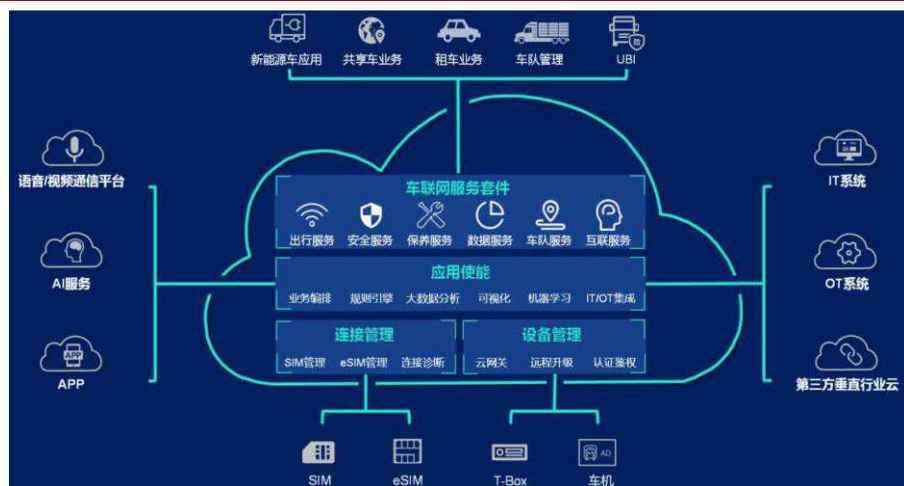 新能源车应用 共享车业务 租车业务 车队管理 UBI
语音/视频通信平台
AI服务
APP
APP
车联网服务套件
出行服务 安全服务 保养服务 数据服务 车队服务 互联服务
应用使能
业务编排 规则引擎 大数据分析 可视化 机器学习 IT/OT集成
连接管理
SIM管理 eSIM管理 连接诊断
设备管理
云网关 远程升级 认证鉴权
IT系统
OT系统
第三方垂直行业云
AD
SIM eSIM T-Box 车机